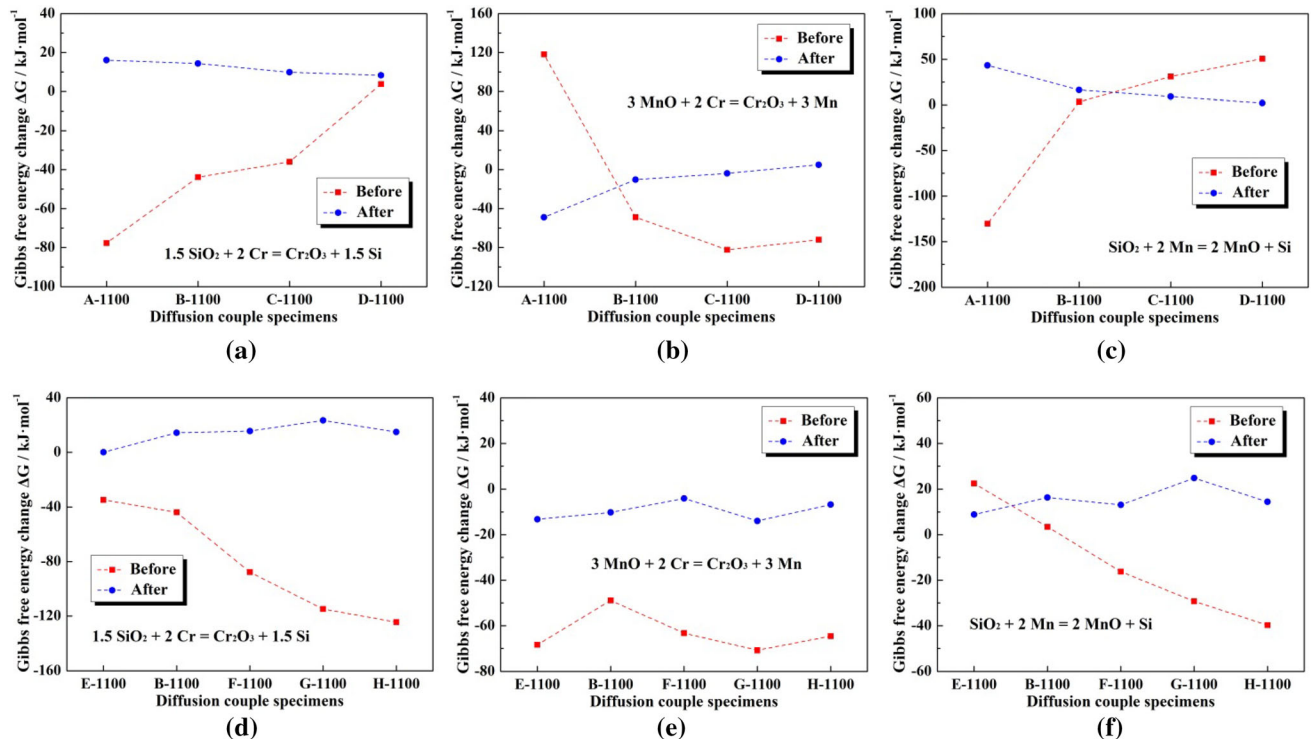 Gibbs free energy change ΔG / kJ·mol⁻¹
40
20
0
-20
-40
-60
-80
-100
Before
After
1.5 SiO₂ + 2 Cr = Cr₂O₃ + 1.5 Si
A-1100 B-1100 C-1100 D-1100
Diffusion couple specimens
(a)
Gibbs free energy change ΔG / kJ·mol⁻¹
160
120
80
40
0
-40
-80
-120
Before
After
3 MnO + 2 Cr = Cr₂O₃ + 3 Mn
A-1100 B-1100 C-1100 D-1100
Diffusion couple specimens
(b)
Gibbs free energy change ΔG / kJ·mol⁻¹
100
50
0
-50
-100
-150
-200
Before
After
SiO₂ + 2 Mn = 2 MnO + Si
A-1100 B-1100 C-1100 D-1100
Diffusion couple specimens
(c)
Gibbs free energy change ΔG / kJ·mol⁻¹
40
0
-40
-80
-120
-160
Before
After
1.5 SiO₂ + 2 Cr = Cr₂O₃ + 1.5 Si
E-1100 B-1100 F-1100 G-1100 H-1100
Diffusion couple specimens
(d)
Gibbs free energy change ΔG / kJ·mol⁻¹
40
20
0
-20
-40
-60
-80
Before
After
3 MnO + 2 Cr = Cr₂O₃ + 3 Mn
E-1100 B-1100 F-1100 G-1100 H-1100
Diffusion couple specimens
(e)
Gibbs free energy change ΔG / kJ·mol⁻¹
60
40
20
0
-20
-40
-60
Before
After
SiO₂ + 2 Mn = 2 MnO + Si
E-1100 B-1100 F-1100 G-1100 H-1100
Diffusion couple specimens
(f)